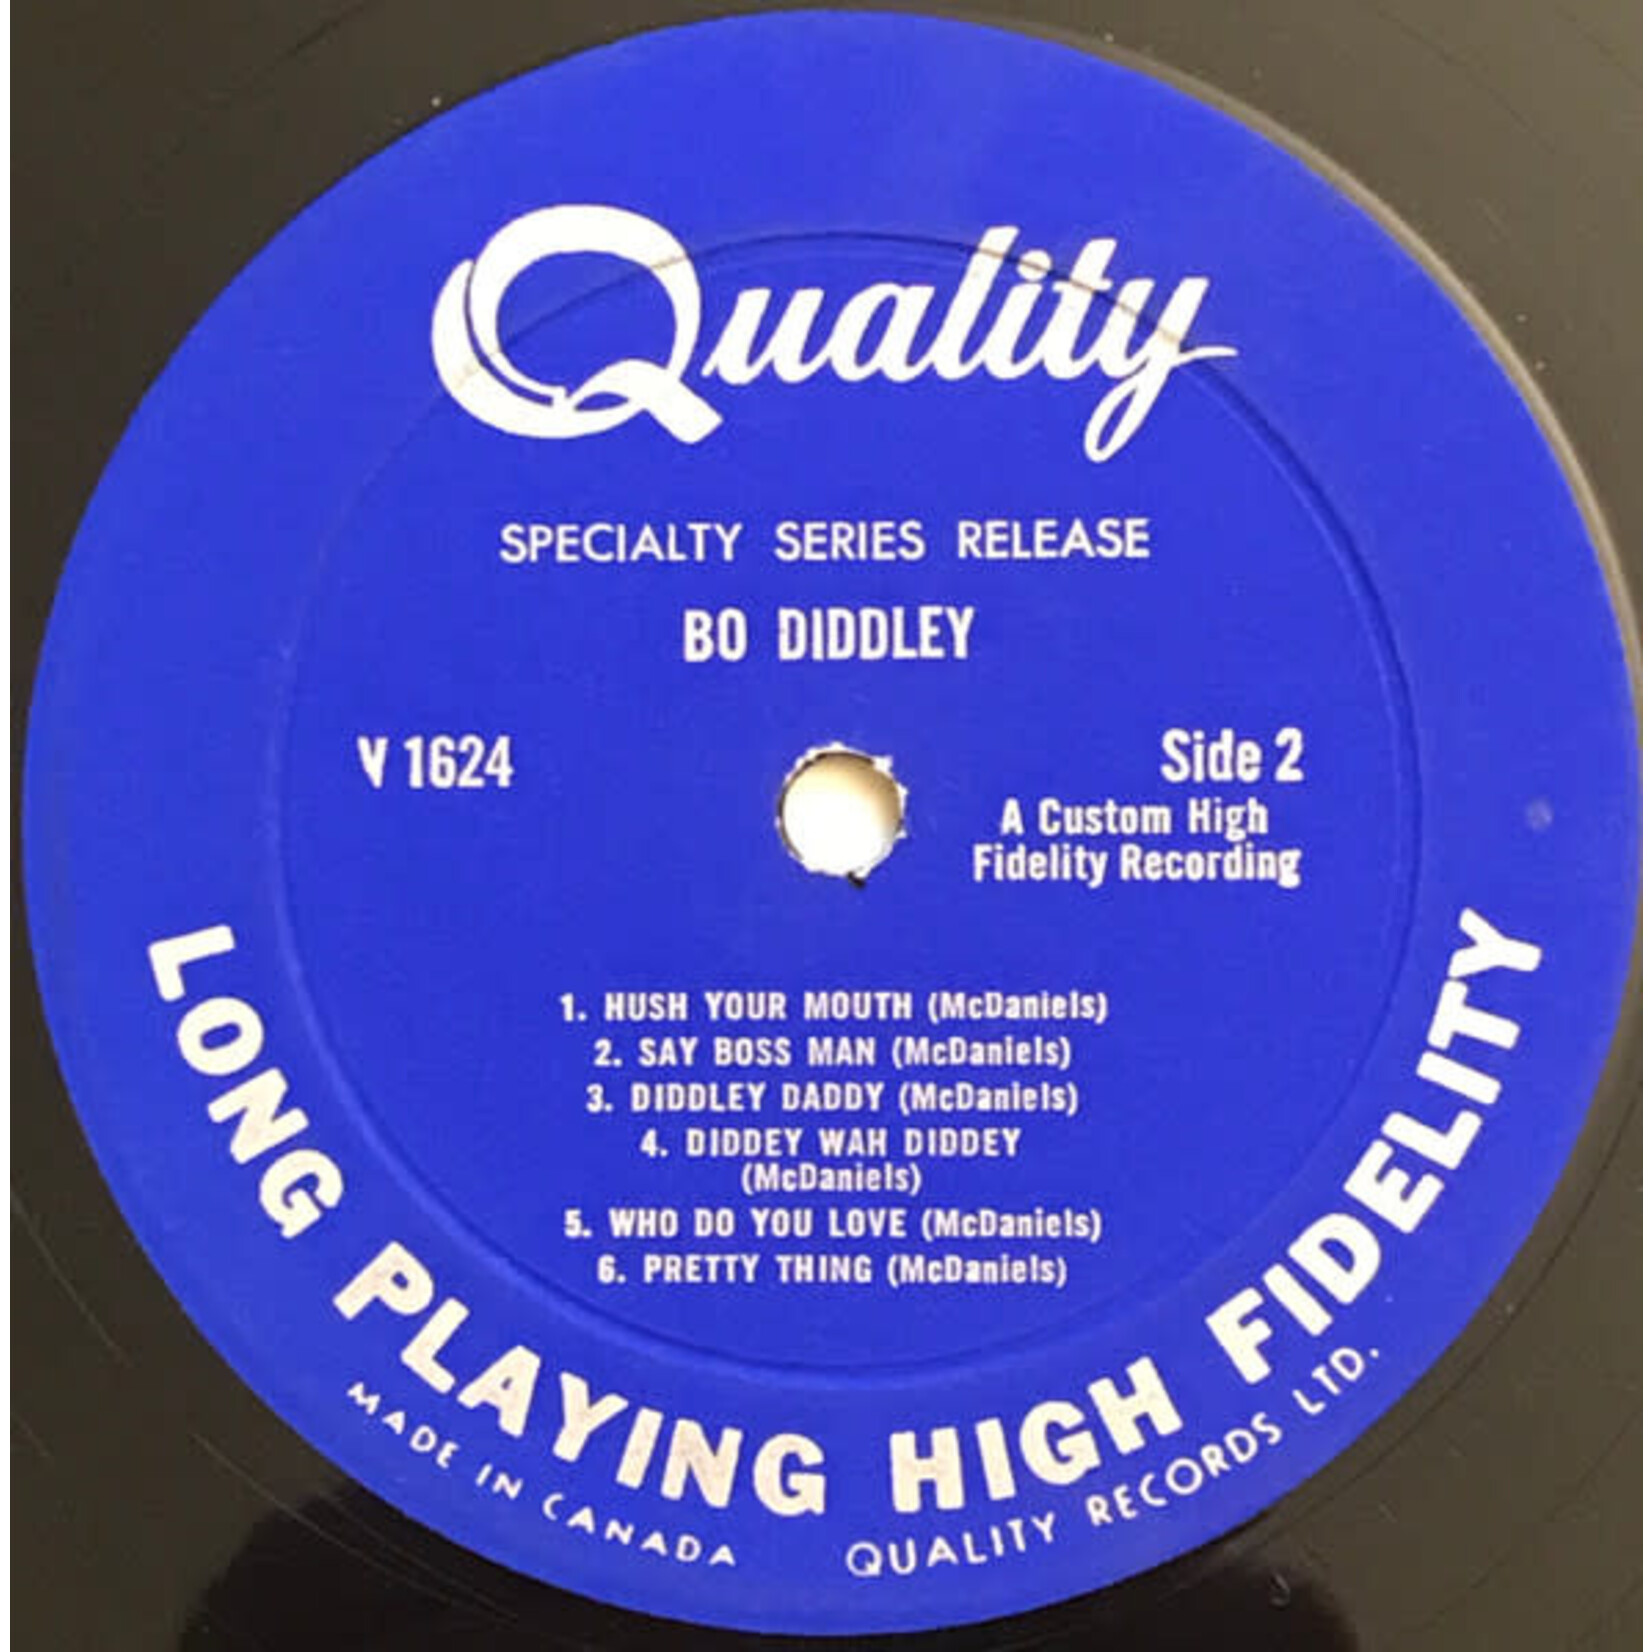 Quality
SPECIALTY SERIES RELEASE
BO DIDDLEY
V 1624
Side 2
A Custom High
Fidelity Recording
1. HUSH YOUR MOUTH (McDaniels)
2. SAY BOSS MAN (McDaniels)
3. DIDDLEY DADDY (McDaniels)
4. DIDDEY WAH DIDDEY
(McDaniels)
5. WHO DO YOU LOVE (McDaniels)
6. PRETTY THING (McDaniels)
LONG PLAYING HIGH FIDELITY
MADE IN CANADA QUALITY RECORDS LTD.